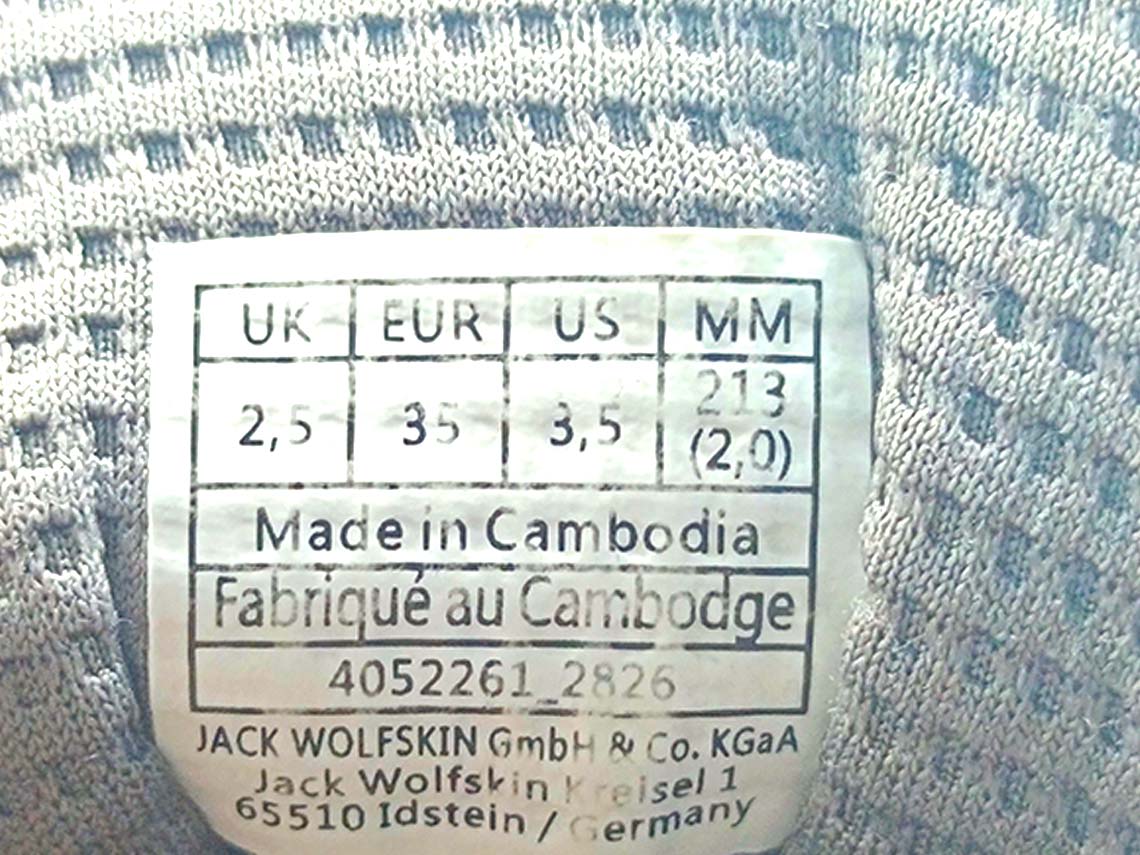 UK EUR US MM
2,5 35 3,5 213
(2,0)
Made in Cambodia
Fabriqué au Cambodge
4052261_2826
JACK WOLFSKIN GmbH & Co. KGaA
Jack Wolfskin Kreisel 1
65510 Idstein / Germany